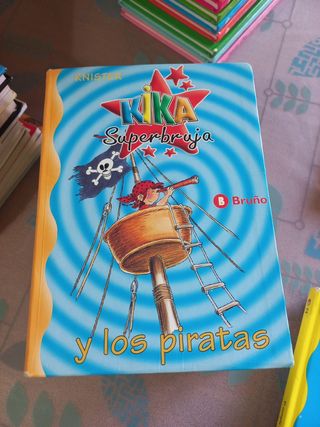 KNISTER
KIKA
Superbruja
B Bruño
y los piratas